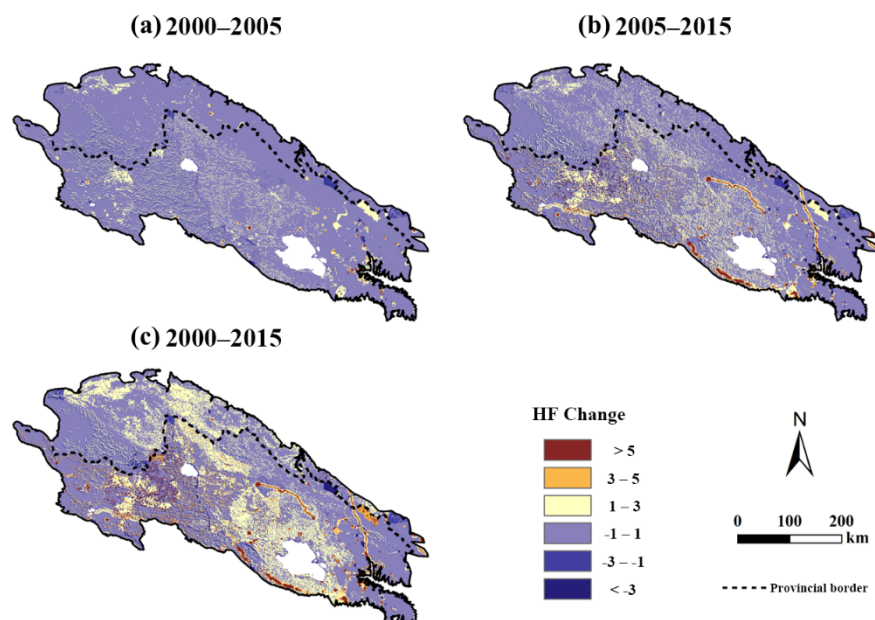 (a) 2000–2005
(b) 2005–2015
(c) 2000–2015
HF Change
> 5
3 – 5
1 – 3
-1 – 1
-3 – -1
< -3
N
0 100 200
km
Provincial border